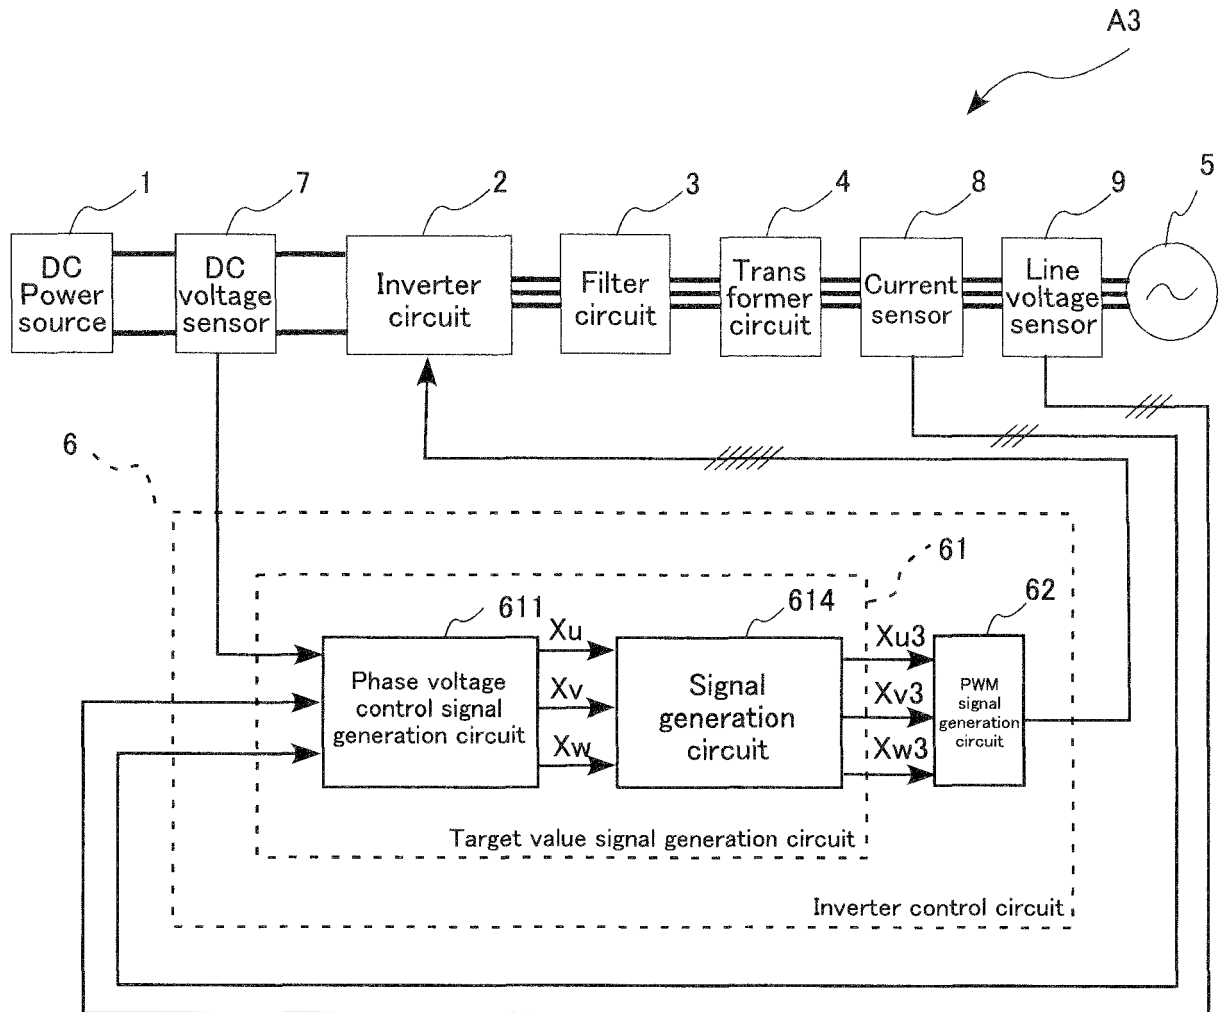 A3
1
7
2
3
4
8
9
5
DC
Power
source
DC
voltage
sensor
Inverter
circuit
Filter
circuit
Trans
former
circuit
Current
sensor
Line
voltage
sensor
6
61
611
614
62
Xu
Xv
Xw
Xu3
Xv3
Xw3
Phase voltage
control signal
generation circuit
Signal
generation
circuit
PWM
signal
generation
circuit
Target value signal generation circuit
Inverter control circuit